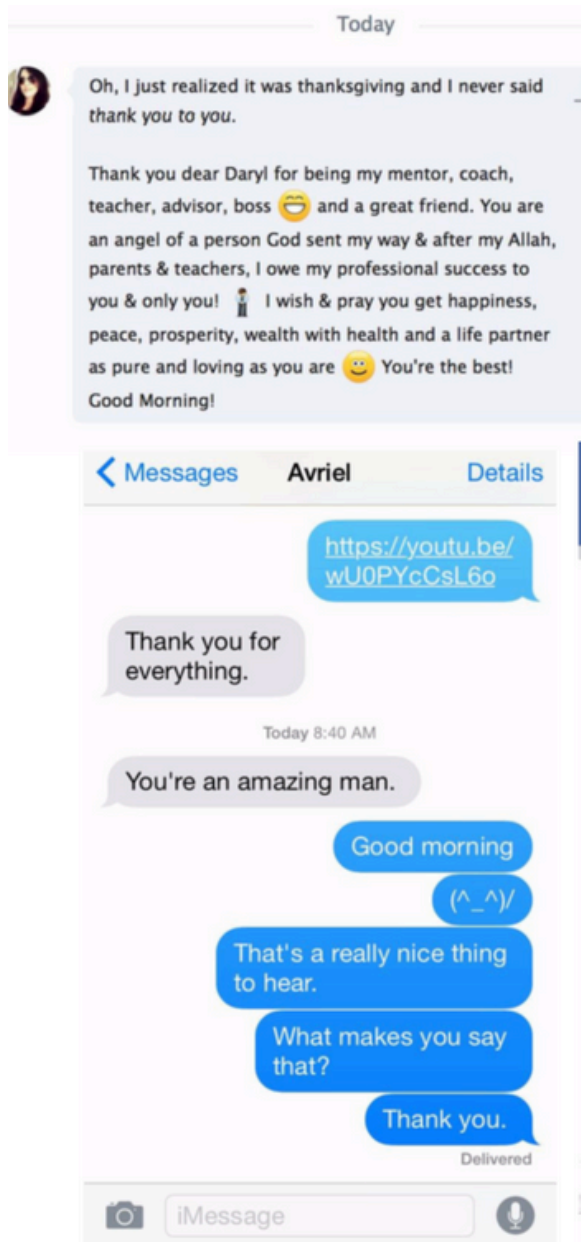 Today
Oh, I just realized it was thanksgiving and I never said
thank you to you.
Thank you dear Daryl for being my mentor, coach,
teacher, advisor, boss 😁 and a great friend. You are
an angel of a person God sent my way & after my Allah,
parents & teachers, I owe my professional success to
you & only you! I wish & pray you get happiness,
peace, prosperity, wealth with health and a life partner
as pure and loving as you are 🙂 You're the best!
Good Morning!
Messages Avriel Details
https://youtu.be/
wU0PYcCsL6o
Thank you for
everything.
Today 8:40 AM
You're an amazing man.
Good morning
(^_^)/
That's a really nice thing
to hear.
What makes you say
that?
Thank you.
Delivered
iMessage